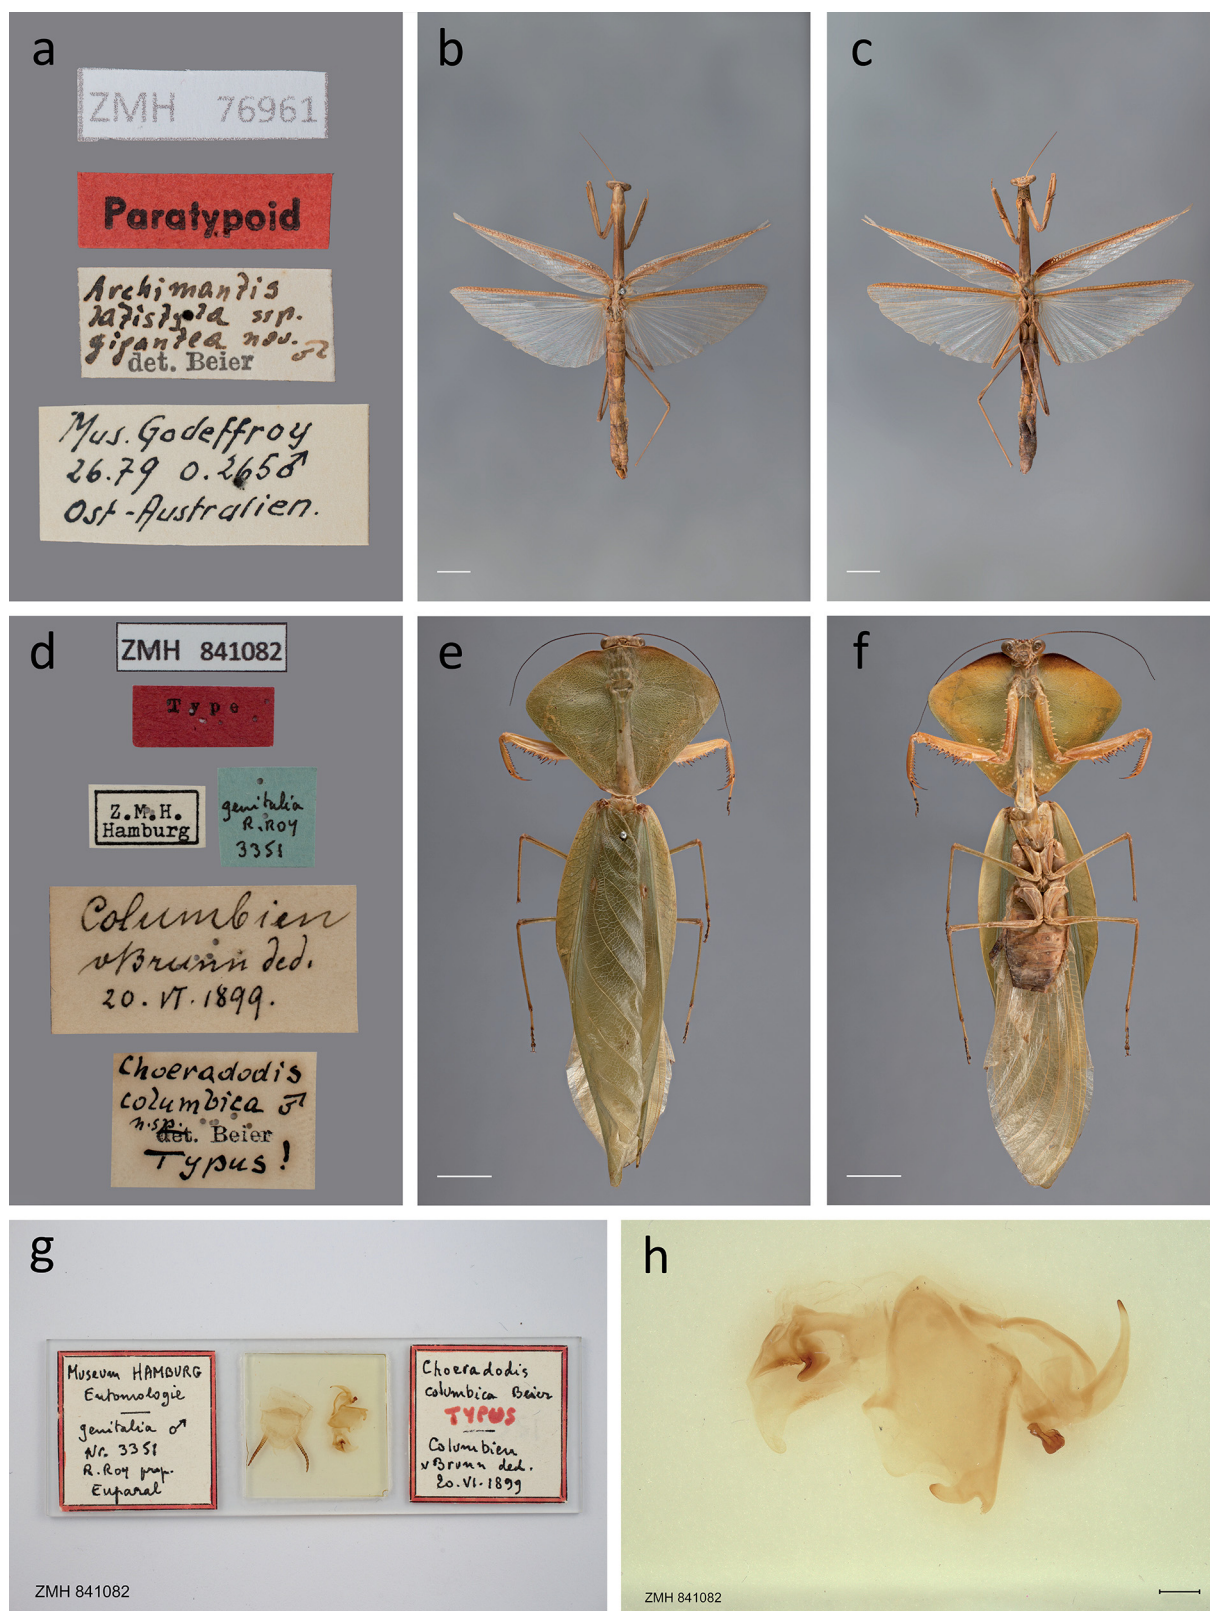 a
ZMH 76961
Paratypoid
Archimantis
latistyla ssp.
gigantea nov. ♂
det. Beier
Mus. Godeffroy
26.79 0.265♂
Ost-Australien.
b
c
d
ZMH 841082
Type
Z.M.H.
Hamburg
genitalia
R. Roy
3351
Columbien
v Brunn ded.
20. VI. 1899.
Choeradodis
columbica ♂
n.sp.
det. Beier
Typus!
e
f
g
Museum HAMBURG
Entomologie
genitalia ♂
Nr. 3351
R. Roy prep.
Euparal
Choeradodis
columbica Beier
TYPUS
Columbien
v Brunn ded.
20.VI.1899
ZMH 841082
h
ZMH 841082